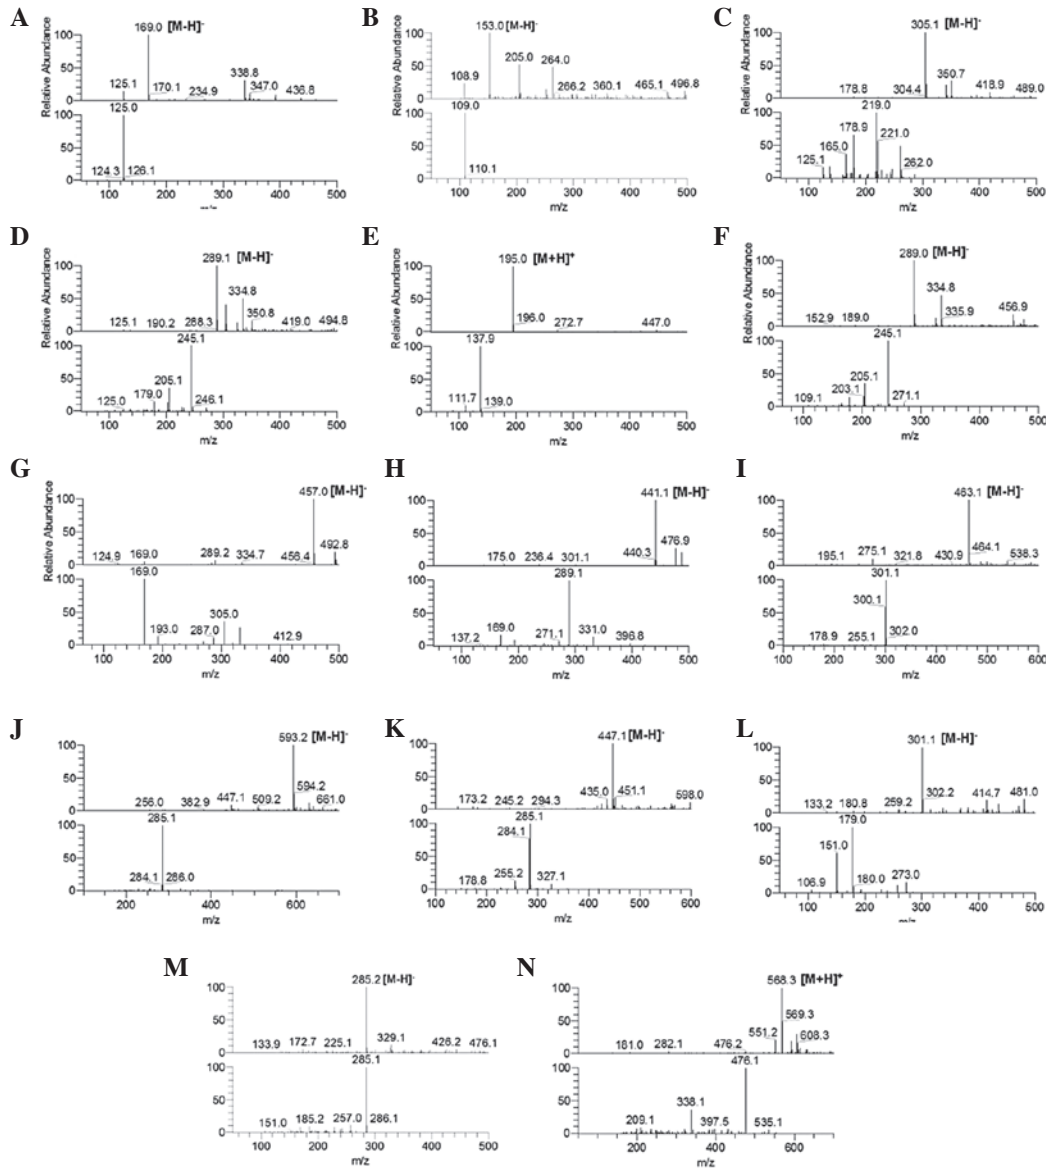 A
169.0 [M-H]-
125.1
170.1
234.9
338.8
347.0
436.8
125.0
124.3
126.1
Relative Abundance
m/z
B
153.0 [M-H]-
108.9
205.0
264.0
266.2
360.1
465.1
496.8
109.0
110.1
Relative Abundance
m/z
C
305.1 [M-H]-
178.8
304.4
350.7
418.9
489.0
219.0
178.9
221.0
165.0
125.1
262.0
Relative Abundance
m/z
D
289.1 [M-H]-
125.1
190.2
288.3
334.8
350.8
419.0
494.8
245.1
205.1
179.0
125.0
246.1
Relative Abundance
m/z
E
195.0 [M+H]+
196.0
272.7
447.0
137.9
111.7
139.0
Relative Abundance
m/z
F
289.0 [M-H]-
152.9
189.0
334.8
335.9
456.9
245.1
203.1
205.1
109.1
271.1
Relative Abundance
m/z
G
457.0 [M-H]-
124.9
169.0
289.2
334.7
456.4
492.8
169.0
193.0
287.0
305.0
412.9
Relative Abundance
m/z
H
441.1 [M-H]-
175.0
236.4
301.1
440.3
476.9
289.1
137.2
169.0
271.1
331.0
396.8
m/z
I
463.1 [M-H]-
195.1
275.1
321.8
430.9
464.1
538.3
301.1
300.1
178.9
255.1
302.0
m/z
J
593.2 [M-H]-
256.0
382.9
447.1
509.2
594.2
661.0
285.1
284.1
286.0
m/z
K
447.1 [M-H]-
173.2
245.2
294.3
435.0
451.1
598.0
285.1
284.1
178.8
255.2
327.1
m/z
L
301.1 [M-H]-
133.2
180.8
259.2
302.2
414.7
481.0
179.0
151.0
106.9
180.0
273.0
m/z
M
285.2 [M-H]-
133.9
172.7
225.1
329.1
426.2
476.1
285.1
151.0
185.2
257.0
286.1
m/z
N
568.3 [M+H]+
181.0
282.1
476.2
551.2
569.3
608.3
476.1
338.1
209.1
397.5
535.1
m/z